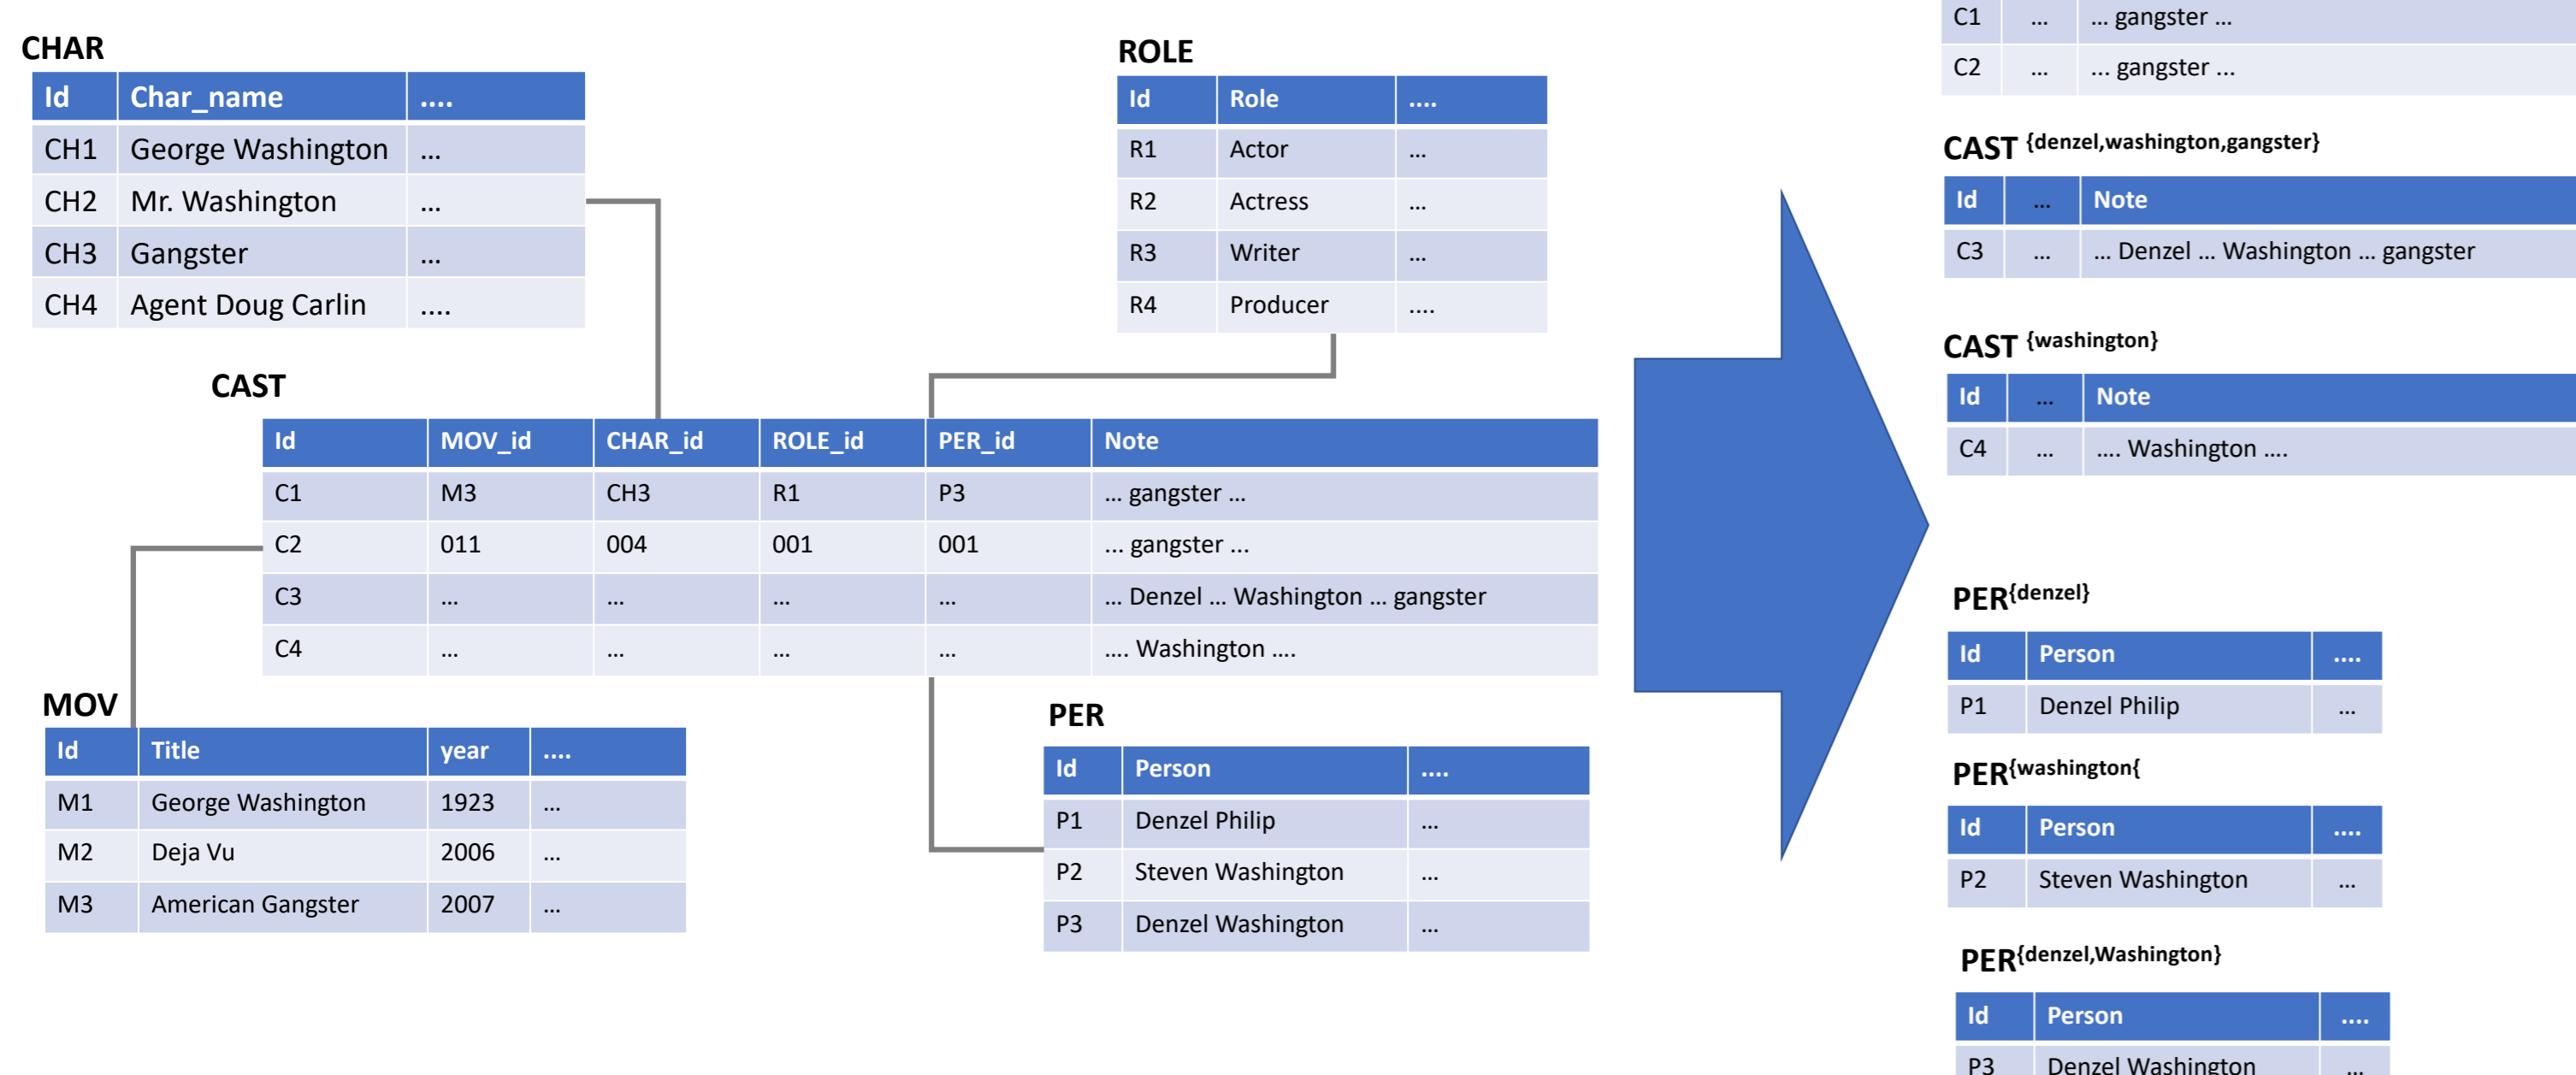 CHAR
Id Char_name ....
CH1 George Washington ...
CH2 Mr. Washington ...
CH3 Gangster ...
CH4 Agent Doug Carlin ....
ROLE
Id Role ....
R1 Actor ...
R2 Actress ...
R3 Writer ...
R4 Producer ....
CAST
Id MOV_id CHAR_id ROLE_id PER_id Note
C1 M3 CH3 R1 P3 ... gangster ...
C2 011 004 001 001 ... gangster ...
C3 ... ... ... ... ... Denzel ... Washington ... gangster
C4 ... ... ... ... .... Washington ....
MOV
Id Title year ....
M1 George Washington 1923 ...
M2 Deja Vu 2006 ...
M3 American Gangster 2007 ...
PER
Id Person ....
P1 Denzel Philip ...
P2 Steven Washington ...
P3 Denzel Washington ...
C1 ... ... gangster ...
C2 ... ... gangster ...
CAST {denzel,washington,gangster}
Id ... Note
C3 ... ... Denzel ... Washington ... gangster
CAST {washington}
Id ... Note
C4 ... .... Washington ....
PER{denzel}
Id Person ....
P1 Denzel Philip ...
PER{washington{
Id Person ....
P2 Steven Washington ...
PER{denzel,Washington}
Id Person ....
P3 Denzel Washington ...